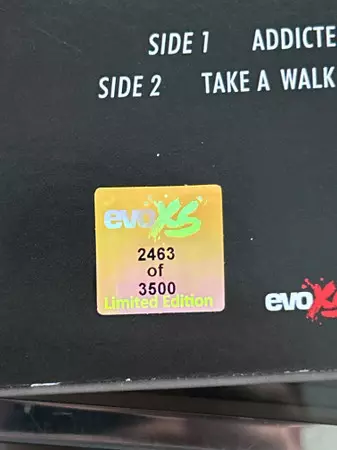 SIDE 1 ADDICTE
SIDE 2 TAKE A WALK
evoXS
2463
of
3500
Limited Edition
evoXS